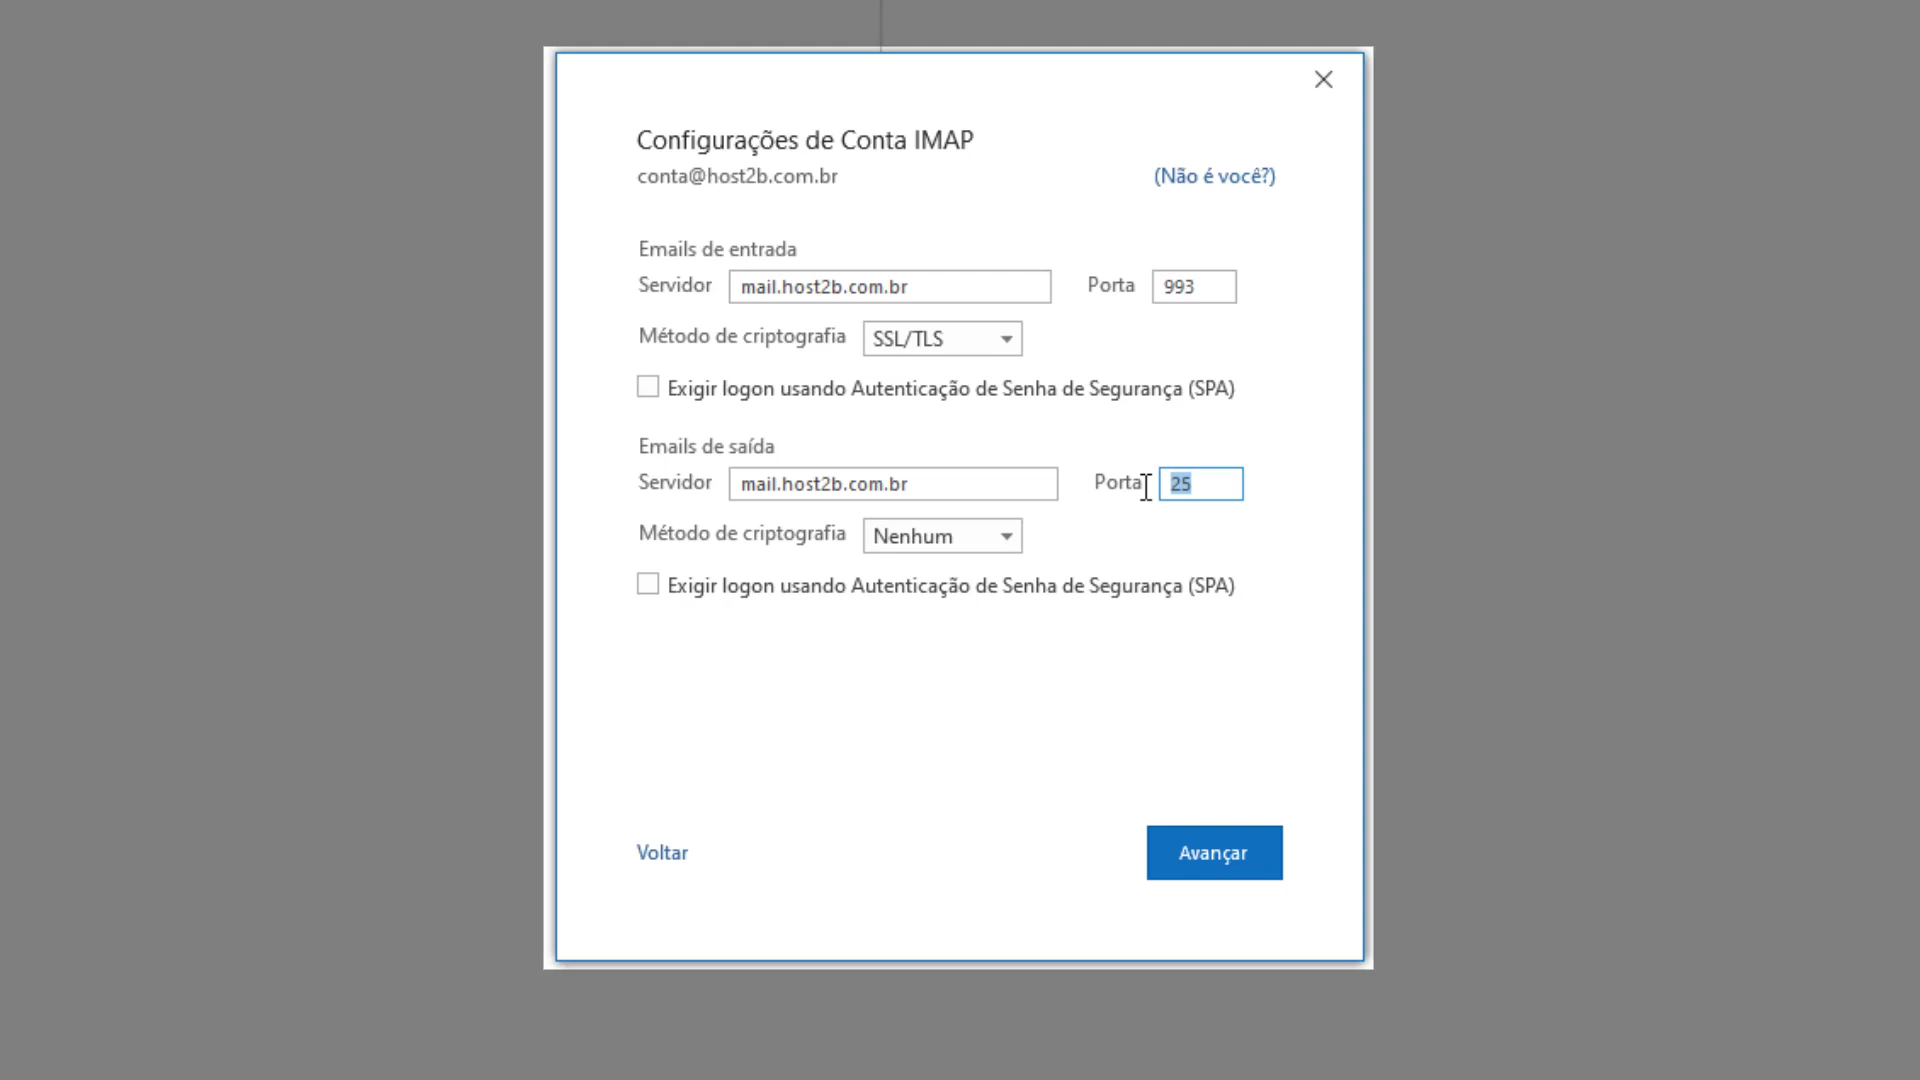 Configurações de Conta IMAP
conta@host2b.com.br (Não é você?)
Emails de entrada
Servidor mail.host2b.com.br Porta 993
Método de criptografia SSL/TLS
Exigir logon usando Autenticação de Senha de Segurança (SPA)
Emails de saída
Servidor mail.host2b.com.br Porta 25
Método de criptografia Nenhum
Exigir logon usando Autenticação de Senha de Segurança (SPA)
Voltar Avançar